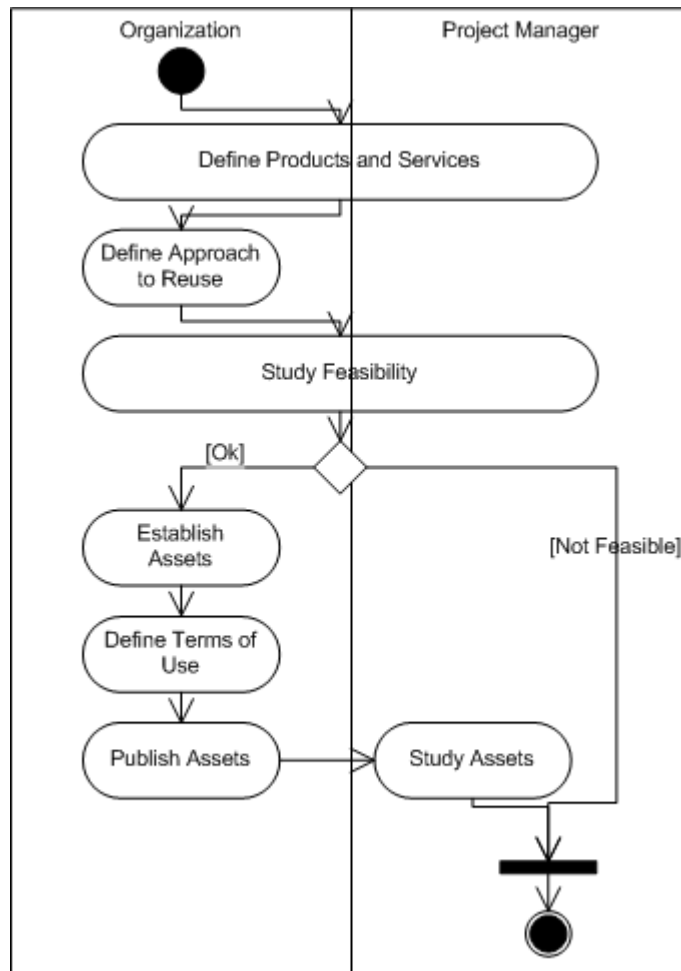 Organization
Project Manager
Define Products and Services
Define Approach
to Reuse
Study Feasibility
[Ok]
Establish
Assets
[Not Feasible]
Define Terms of
Use
Publish Assets
Study Assets